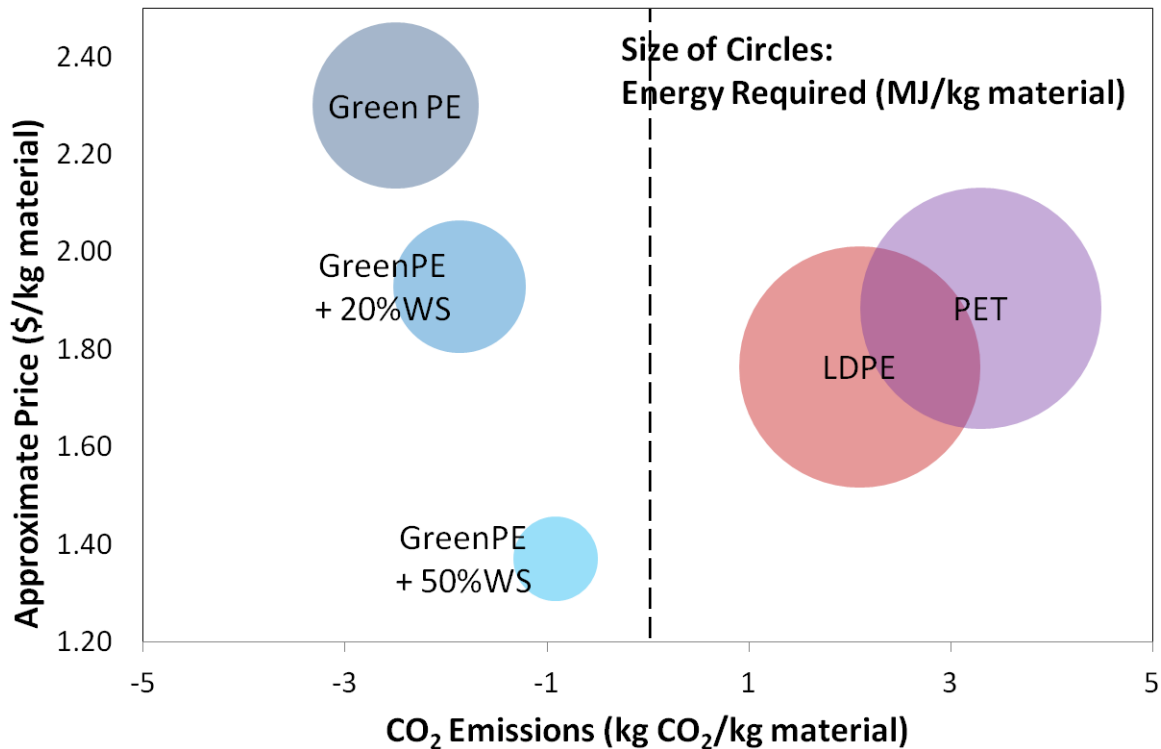 Size of Circles:
Energy Required (MJ/kg material)
Approximate Price ($/kg material)
2.40
2.20
2.00
1.80
1.60
1.40
1.20
Green PE
GreenPE
+ 20%WS
GreenPE
+ 50%WS
PET
LDPE
-5
-3
-1
1
3
5
CO₂ Emissions (kg CO₂/kg material)